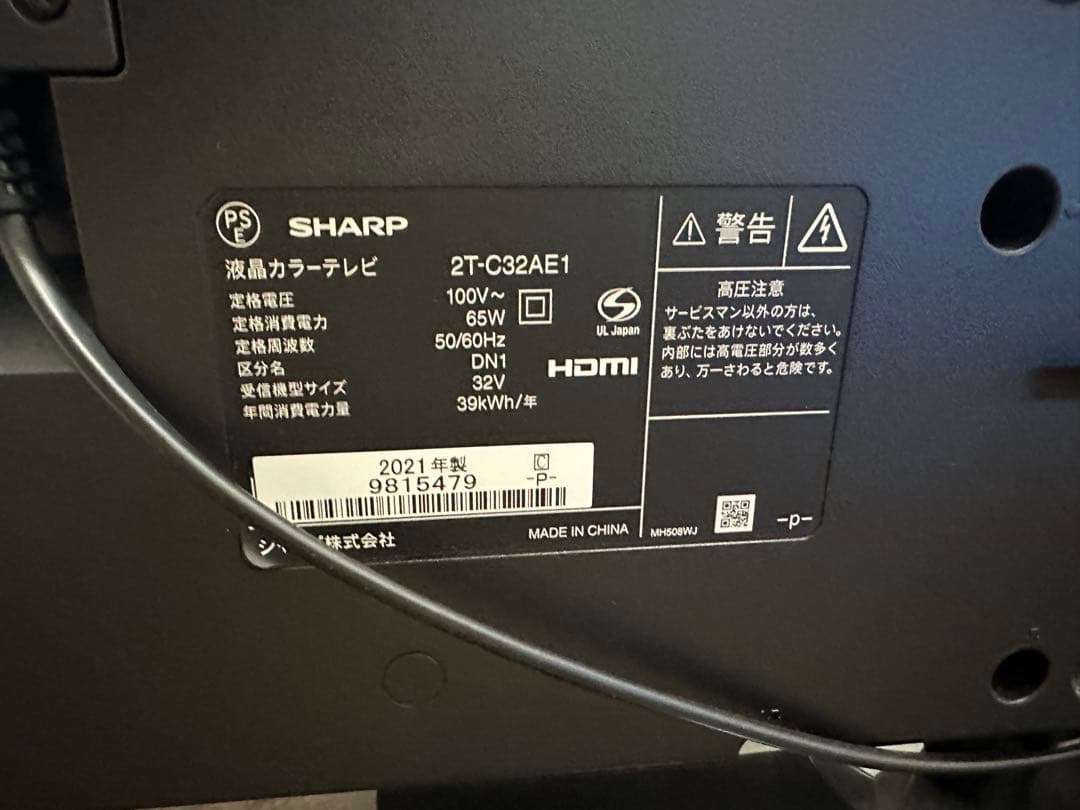 PS
E
SHARP
液晶カラーテレビ 2T-C32AE1
定格電圧 100V～
定格消費電力 65W
定格周波数 50/60Hz
区分名 DN1
受信機型サイズ 32V
年間消費電力量 39kWh/年
S
UL Japan
HDMI
2021年製 C
9815479 -P-
株式会社
MADE IN CHINA
警告
高圧注意
サービスマン以外の方は、
裏ぶたをあけないでください。
内部には高電圧部分が数多く
あり、万一さわると危険です。
MH508WJ
-p-